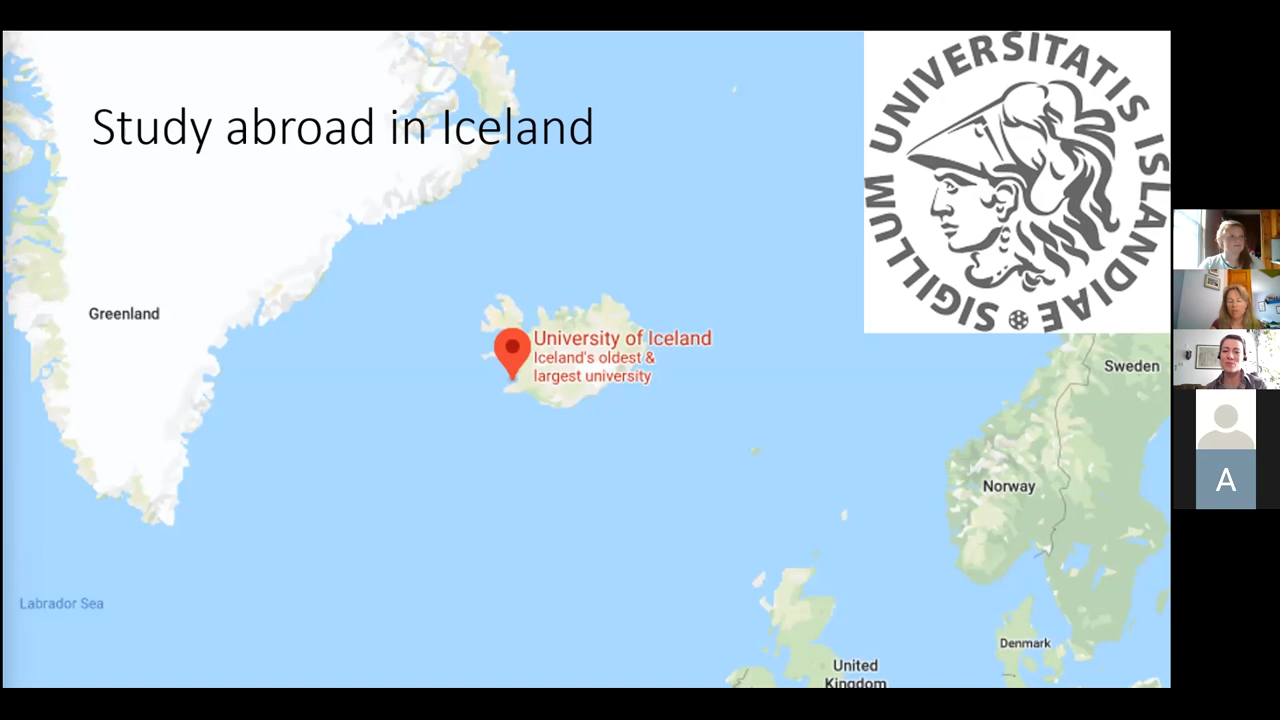 Study abroad in Iceland
SIGILLUM UNIVERSITATIS ISLANDIAE
Greenland
University of Iceland
Iceland's oldest &
largest university
Sweden
Norway
Labrador Sea
Denmark
United
Kingdom
A